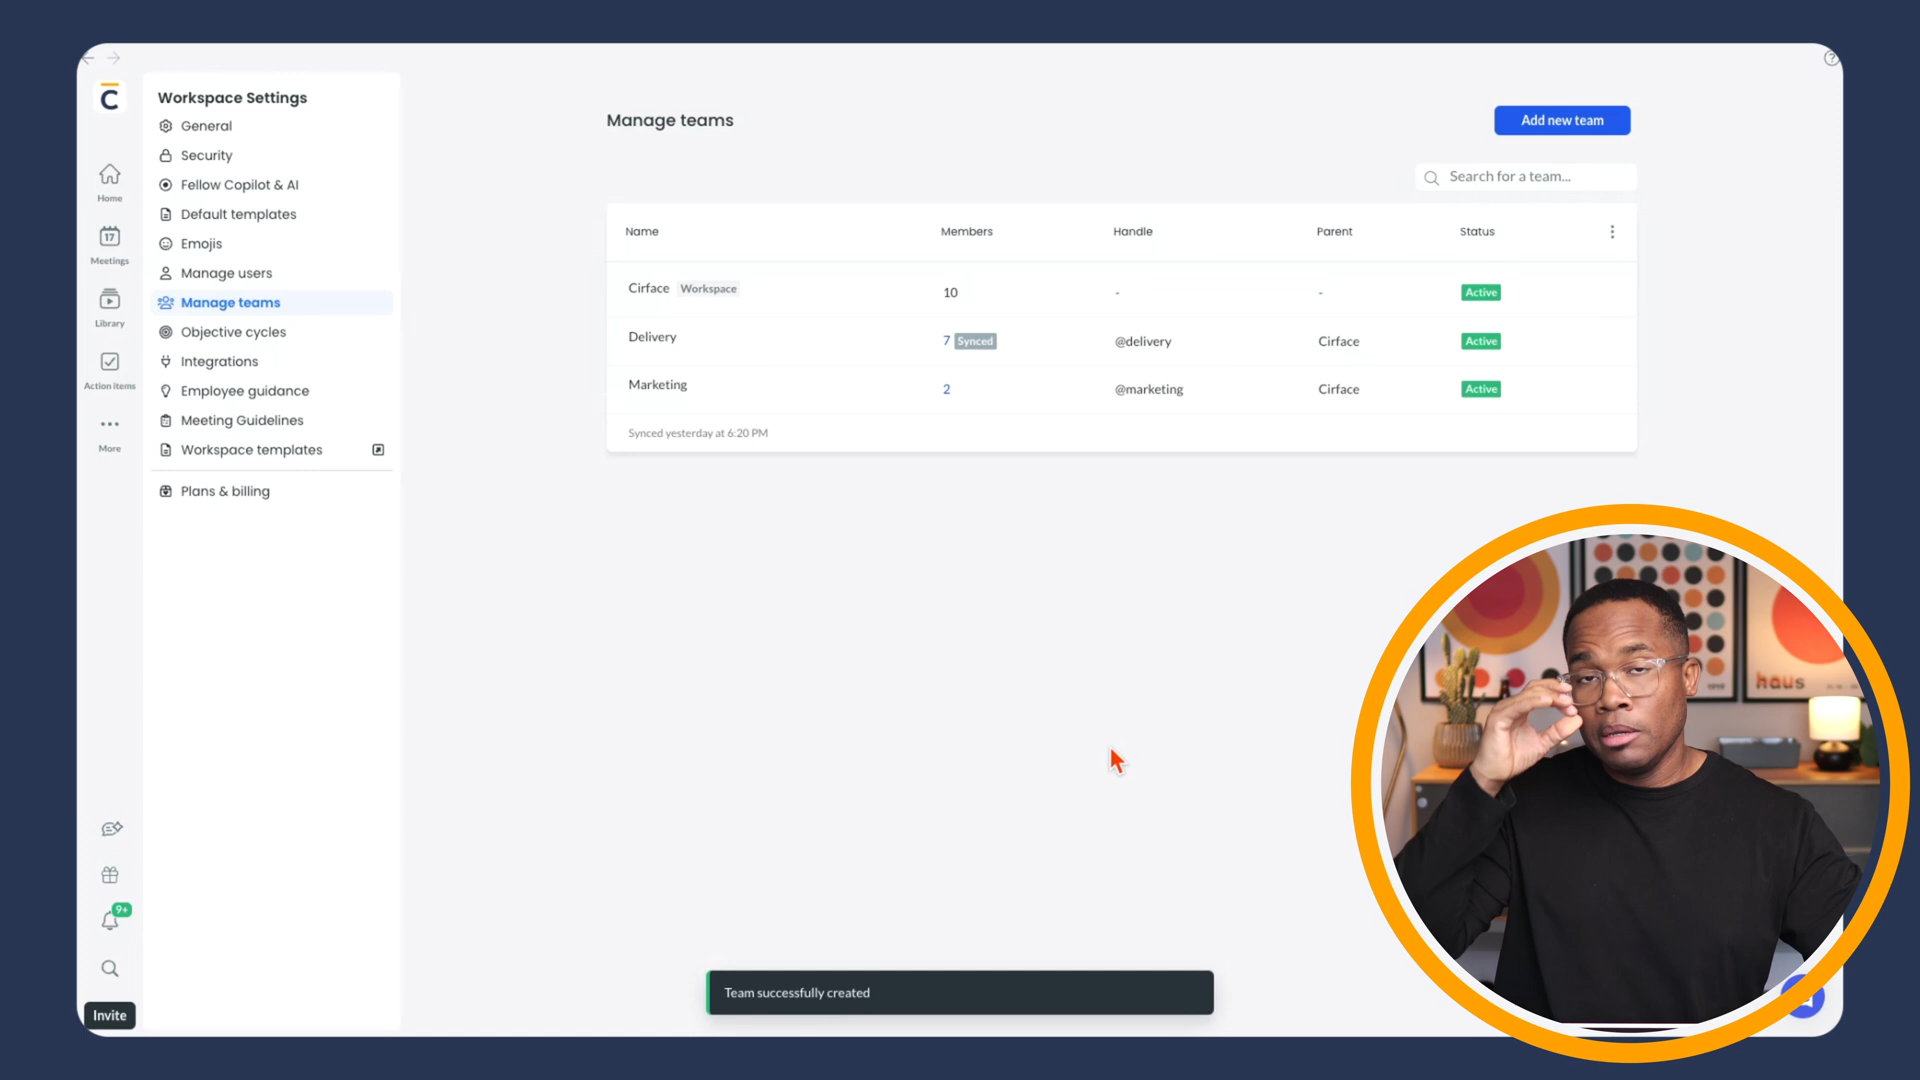 C
Home
17
Meetings
Library
Action items
More
9+
Invite
Workspace Settings
General
Security
Fellow Copilot & AI
Default templates
Emojis
Manage users
Manage teams
Objective cycles
Integrations
Employee guidance
Meeting Guidelines
Workspace templates
Plans & billing
Manage teams
Add new team
Search for a team...
Name Members Handle Parent Status
Cirface Workspace 10 - - Active
Delivery 7 Synced @delivery Cirface Active
Marketing 2 @marketing Cirface Active
Synced yesterday at 6:20 PM
Team successfully created
haus